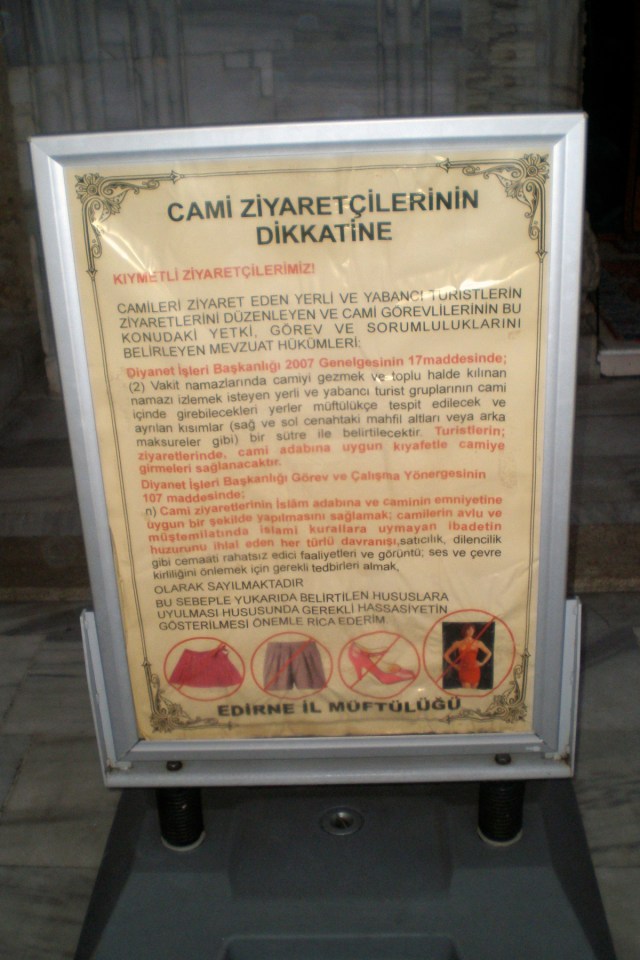 CAMİ ZİYARETÇİLERİNİN
DİKKATİNE
KIYMETLİ ZİYARETÇİLERİMİZ!
CAMİLERİ ZİYARET EDEN YERLİ VE YABANCI TURİSTLERİN
ZİYARETLERİNİ DÜZENLEYEN VE CAMİ GÖREVLİLERİNİN BU
KONUDAKİ YETKİ, GÖREV VE SORUMLULUKLARINI
BELİRLEYEN MEVZUAT HÜKÜMLERİ;
Diyanet İşleri Başkanlığı 2007 Genelgesinin 17maddesinde;
(2) Vakit namazlarında camiyi gezmek ve toplu halde kılınan
namazı izlemek isteyen yerli ve yabancı turist gruplarının cami
içinde girebilecekleri yerler müftülükçe tespit edilecek ve
ayrılan kısımlar (sağ ve sol cenahtaki mahfil altları veya arka
maksureler gibi) bir sütre ile belirtilecektir. Turistlerin;
ziyaretlerinde, cami adabına uygun kıyafetle camiye
girmeleri sağlanacaktır.
Diyanet İşleri Başkanlığı Görev ve Çalışma Yönergesinin
107 maddesinde;
n) Cami ziyaretlerinin İslâm adabına ve caminin emniyetine
uygun bir şekilde yapılmasını sağlamak; camilerin avlu ve
müştemilatında islami kurallara uymayan ibadetin
huzurunu ihlal eden her türlü davranışı,satıcılık, dilencilik
gibi cemaati rahatsız edici faaliyetleri ve görüntü; ses ve çevre
kirliliğini önlemek için gerekli tedbirleri almak,
OLARAK SAYILMAKTADIR
BU SEBEPLE YUKARIDA BELİRTİLEN HUSUSLARA
UYULMASI HUSUSUNDA GEREKLİ HASSASİYETİN
GÖSTERİLMESİ ÖNEMLE RİCA EDERİM.
EDİRNE İL MÜFTÜLÜĞÜ